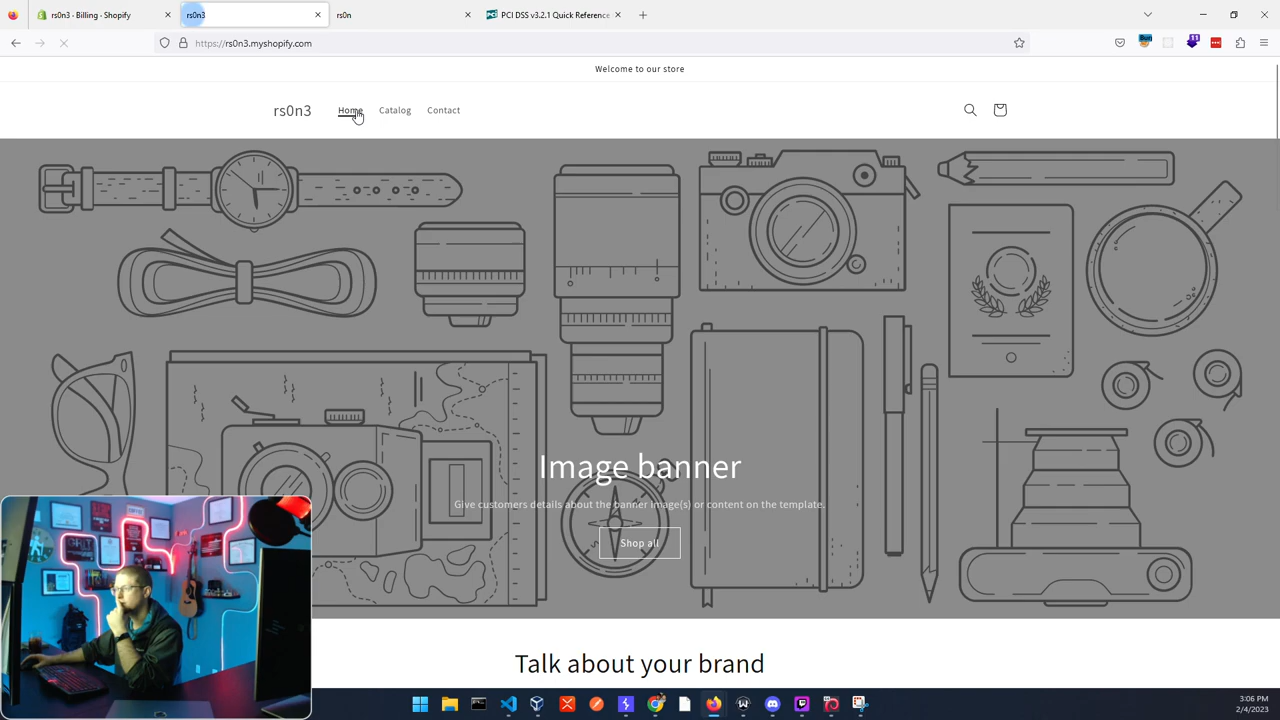 rs0n3 - Billing - Shopify
rs0n3
rs0n
PCI DSS v3.2.1 Quick Reference
https://rs0n3.myshopify.com
11
Welcome to our store
rs0n3
Home
Catalog
Contact
Image banner
Give customers details about the banner image(s) or content on the template.
Shop all
Talk about your brand
3:06 PM
2/4/2023